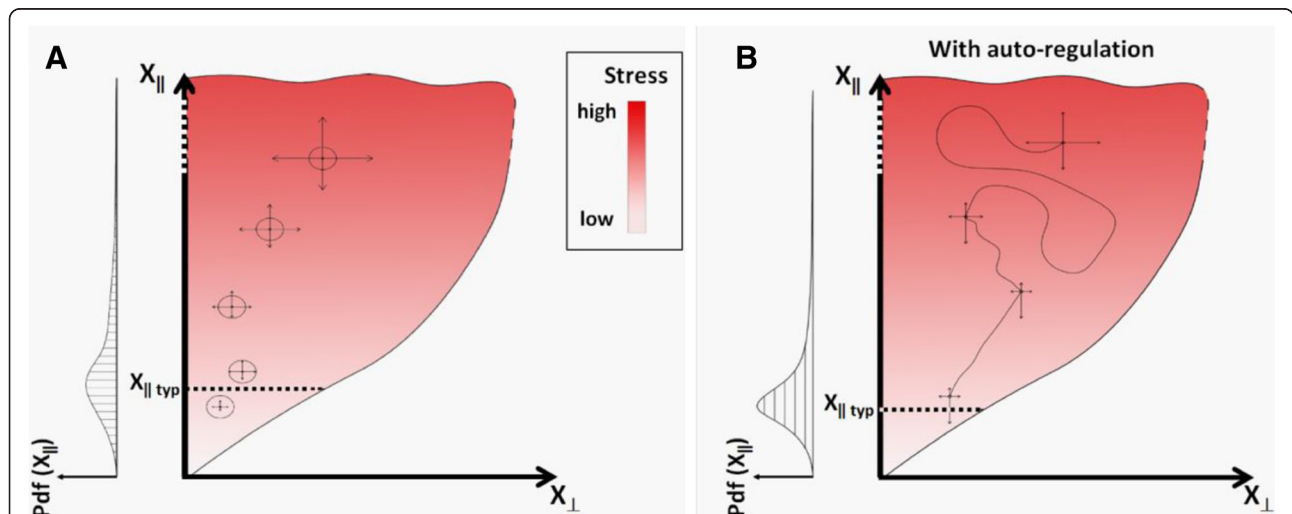 A
X∥
Stress
high
low
X∥ typ
Pdf (X∥)
X⊥
B
With auto-regulation
X∥
X∥ typ
Pdf (X∥)
X⊥